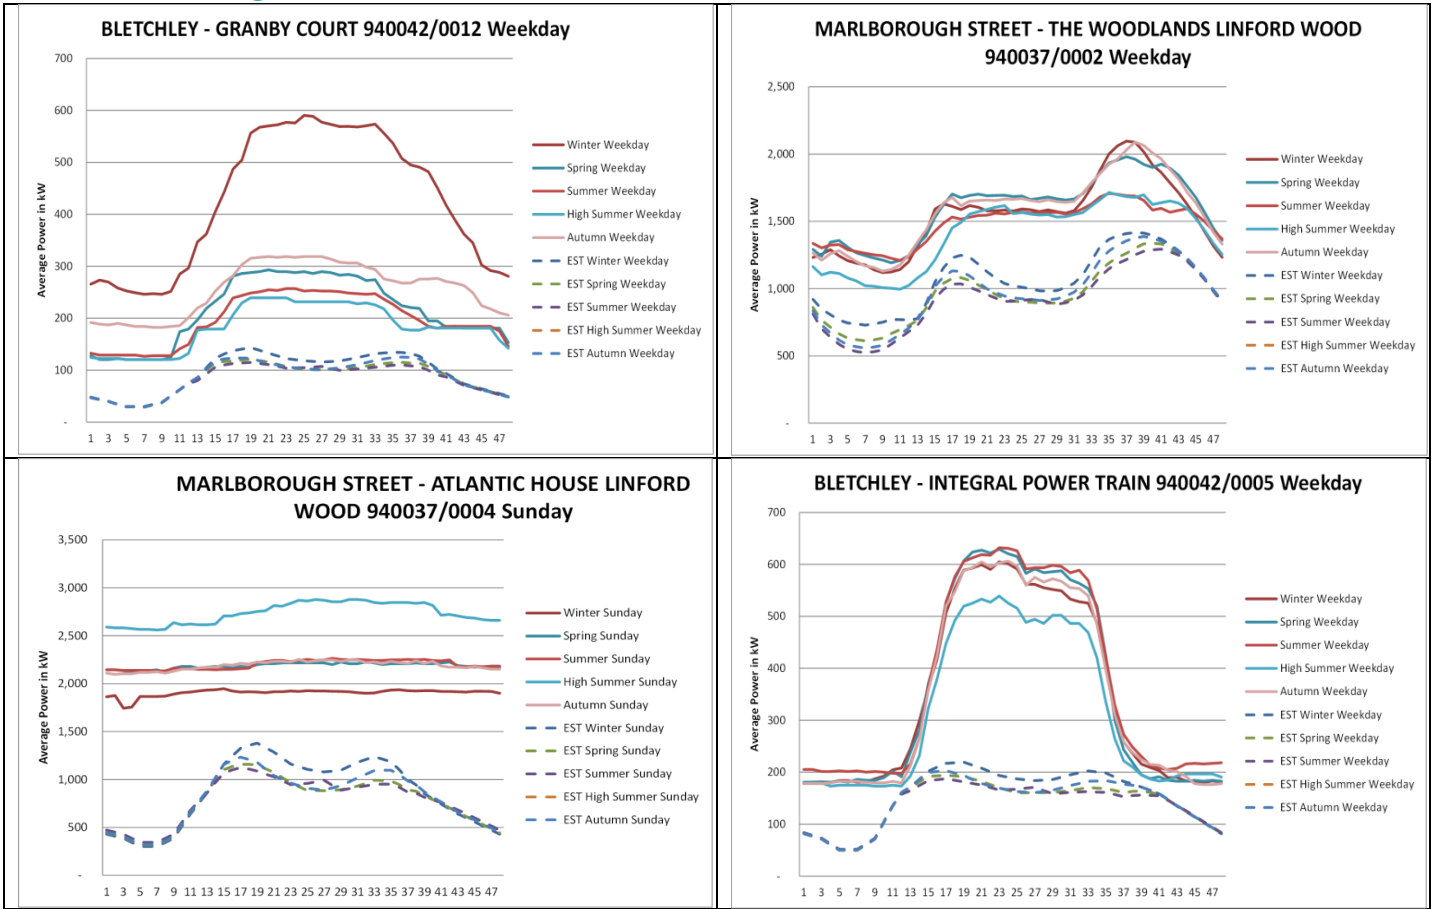 BLETCHLEY - GRANBY COURT 940042/0012 Weekday
700
600
500
400
300
200
100
-
Average Power in kW
1 3 5 7 9 11 13 15 17 19 21 23 25 27 29 31 33 35 37 39 41 43 45 47
Winter Weekday
Spring Weekday
Summer Weekday
High Summer Weekday
Autumn Weekday
EST Winter Weekday
EST Spring Weekday
EST Summer Weekday
EST High Summer Weekday
EST Autumn Weekday
MARLBOROUGH STREET - THE WOODLANDS LINFORD WOOD
940037/0002 Weekday
2,500
2,000
1,500
1,000
500
-
Average Power in kW
1 3 5 7 9 11 13 15 17 19 21 23 25 27 29 31 33 35 37 39 41 43 45 47
Winter Weekday
Spring Weekday
Summer Weekday
High Summer Weekday
Autumn Weekday
EST Winter Weekday
EST Spring Weekday
EST Summer Weekday
EST High Summer Weekday
EST Autumn Weekday
MARLBOROUGH STREET - ATLANTIC HOUSE LINFORD
WOOD 940037/0004 Sunday
3,500
3,000
2,500
2,000
1,500
1,000
500
-
Average Power in kW
1 3 5 7 9 11 13 15 17 19 21 23 25 27 29 31 33 35 37 39 41 43 45 47
Winter Sunday
Spring Sunday
Summer Sunday
High Summer Sunday
Autumn Sunday
EST Winter Sunday
EST Spring Sunday
EST Summer Sunday
EST High Summer Sunday
EST Autumn Sunday
BLETCHLEY - INTEGRAL POWER TRAIN 940042/0005 Weekday
700
600
500
400
300
200
100
-
Average Power in kW
1 3 5 7 9 11 13 15 17 19 21 23 25 27 29 31 33 35 37 39 41 43 45 47
Winter Weekday
Spring Weekday
Summer Weekday
High Summer Weekday
Autumn Weekday
EST Winter Weekday
EST Spring Weekday
EST Summer Weekday
EST High Summer Weekday
EST Autumn Weekday